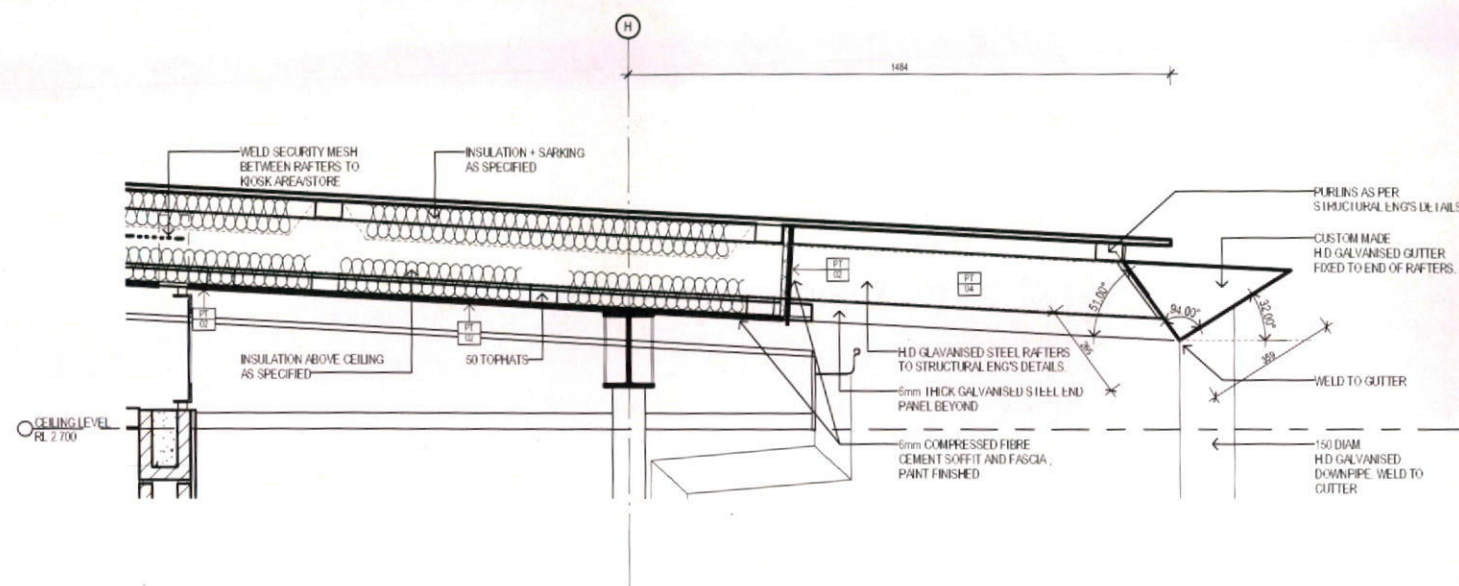 H
1484
WELD SECURITY MESH
BETWEEN RAFTERS TO
KIOSK AREA/STORE
INSULATION + SARKING
AS SPECIFIED
PURLINS AS PER
STRUCTURAL ENG'S DETAILS
CUSTOM MADE
H.D GALVANISED GUTTER
FIXED TO END OF RAFTERS.
PT
02
PT
04
51.00°
94.00°
32.00°
265
359
PT
02
PT
02
INSULATION ABOVE CEILING
AS SPECIFIED
50 TOPHATS
H.D GLAVANISED STEEL RAFTERS
TO STRUCTURAL ENG'S DETAILS.
6mm THICK GALVANISED STEEL END
PANEL BEYOND
WELD TO GUTTER
CEILING LEVEL
RL 2.700
6mm COMPRESSED FIBRE
CEMENT SOFFIT AND FASCIA,
PAINT FINISHED
150 DIAM
H.D GALVANISED
DOWNPIPE. WELD TO
GUTTER